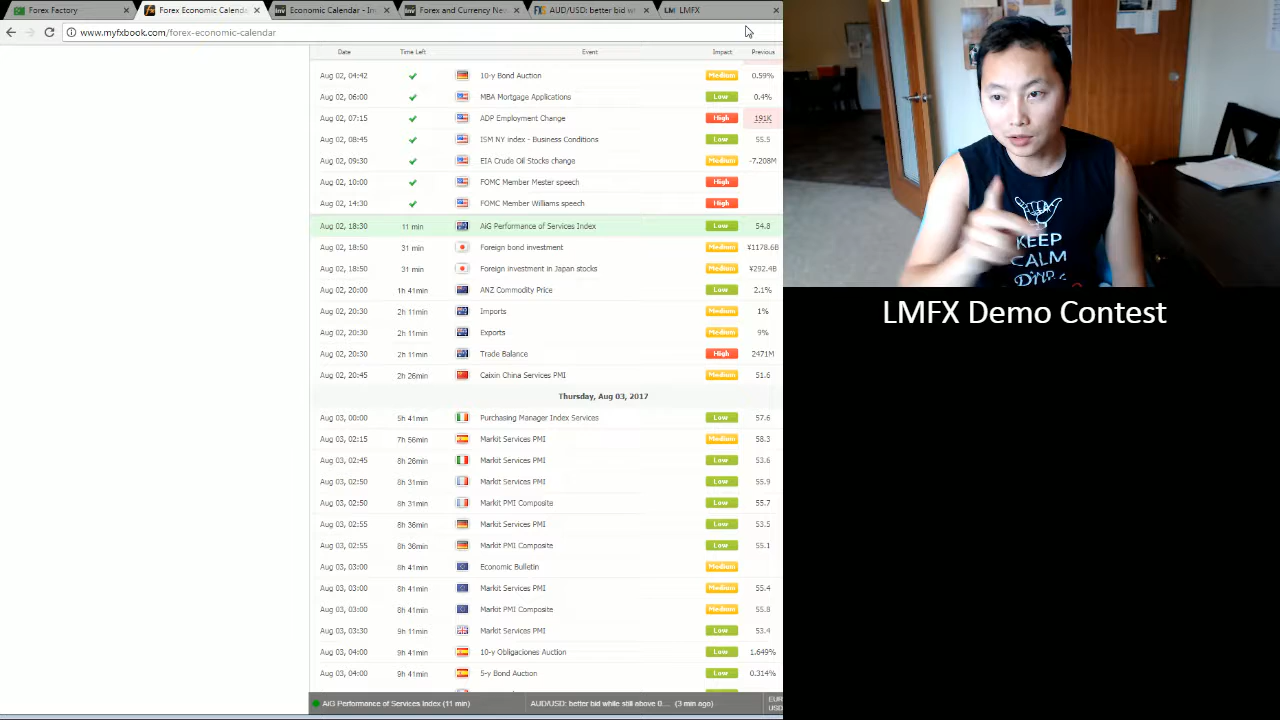 Forex Factory
Forex Economic Calenda
Economic Calendar - Inv
Forex and Currency New
AUD/USD: better bid wh
LMFX
www.myfxbook.com/forex-economic-calendar
Date Time Left Event Impact Previous
Aug 02, 04:42 10-y Bond Auction Medium 0.59%
Aug 02, 06:00 MBA Mortgage Applications Low 0.4%
Aug 02, 07:15 ADP Employment Change High 191K
Aug 02, 08:45 ISM NY index - Business Conditions Low 55.5
Aug 02, 09:30 EIA Crude Oil Stocks change Medium -7.208M
Aug 02, 10:00 FOMC Member Mester speech High
Aug 02, 14:30 FOMC Member Williams speech High
Aug 02, 18:30 11 min AiG Performance of Services Index Low 54.8
Aug 02, 18:50 31 min Foreign bond investment Medium ¥1178.6B
Aug 02, 18:50 31 min Foreign investment in Japan stocks Medium ¥292.4B
Aug 02, 20:00 1h 41min ANZ Commodity Price Low 2.1%
Aug 02, 20:30 2h 11min Imports Medium 1%
Aug 02, 20:30 2h 11min Exports Medium 9%
Aug 02, 20:30 2h 11min Trade Balance High 2471M
Aug 02, 20:45 2h 26min Caixin China Services PMI Medium 51.6
Thursday, Aug 03, 2017
Aug 03, 00:00 5h 41min Purchasing Manager Index Services Low 57.6
Aug 03, 02:15 7h 56min Markit Services PMI Medium 58.3
Aug 03, 02:45 8h 26min Markit Services PMI Low 53.6
Aug 03, 02:50 8h 31min Markit Services PMI Low 55.9
Aug 03, 02:50 8h 31min Markit PMI Composite Low 55.7
Aug 03, 02:55 8h 36min Markit Services PMI Low 53.5
Aug 03, 02:55 8h 36min Markit PMI Composite Low 55.1
Aug 03, 03:00 8h 41min Economic Bulletin Medium
Aug 03, 03:00 8h 41min Markit Services PMI Medium 55.4
Aug 03, 03:00 8h 41min Markit PMI Composite Medium 55.8
Aug 03, 03:30 9h 11min Markit Services PMI Low 53.4
Aug 03, 04:00 9h 41min 10-y Obligaciones Auction Low 1.649%
Aug 03, 04:00 9h 41min 5-y Bond Auction Low 0.314%
AiG Performance of Services Index (11 min)
AUD/USD: better bid while still above 0... (3 min ago)
EUR
USD
KEEP
CALM
LMFX Demo Contest